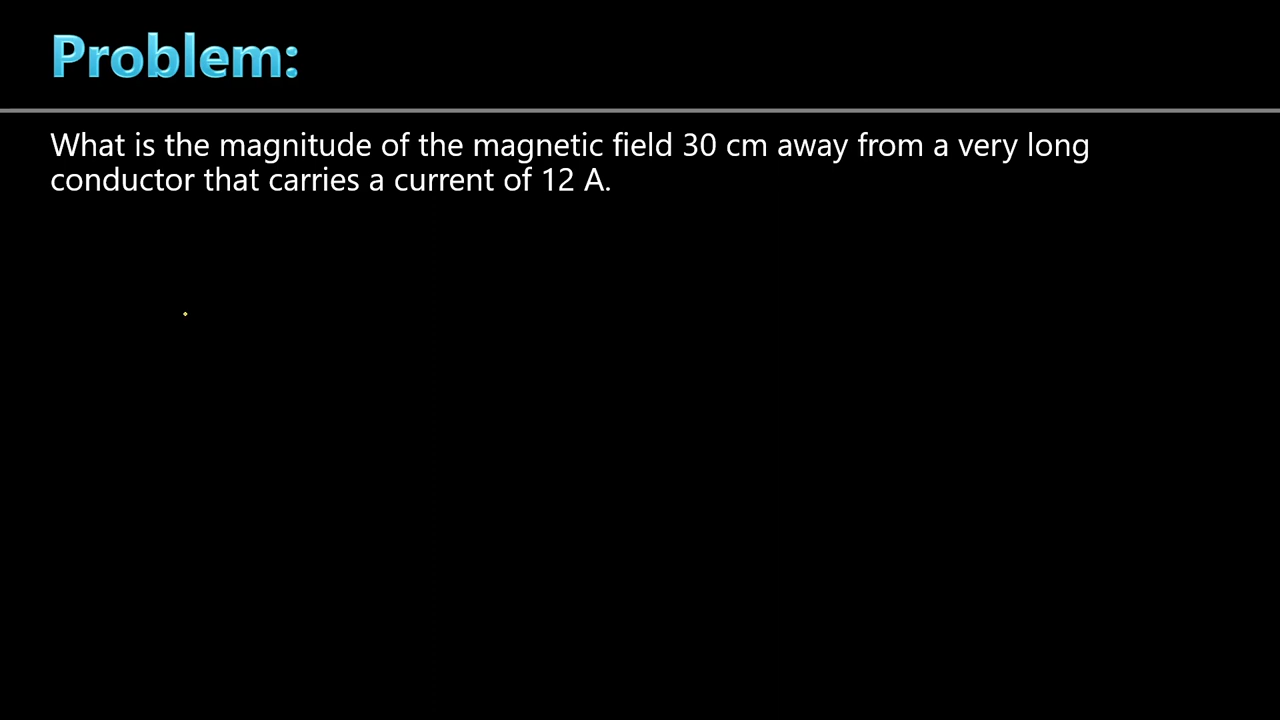 Problem:
What is the magnitude of the magnetic field 30 cm away from a very long
conductor that carries a current of 12 A.